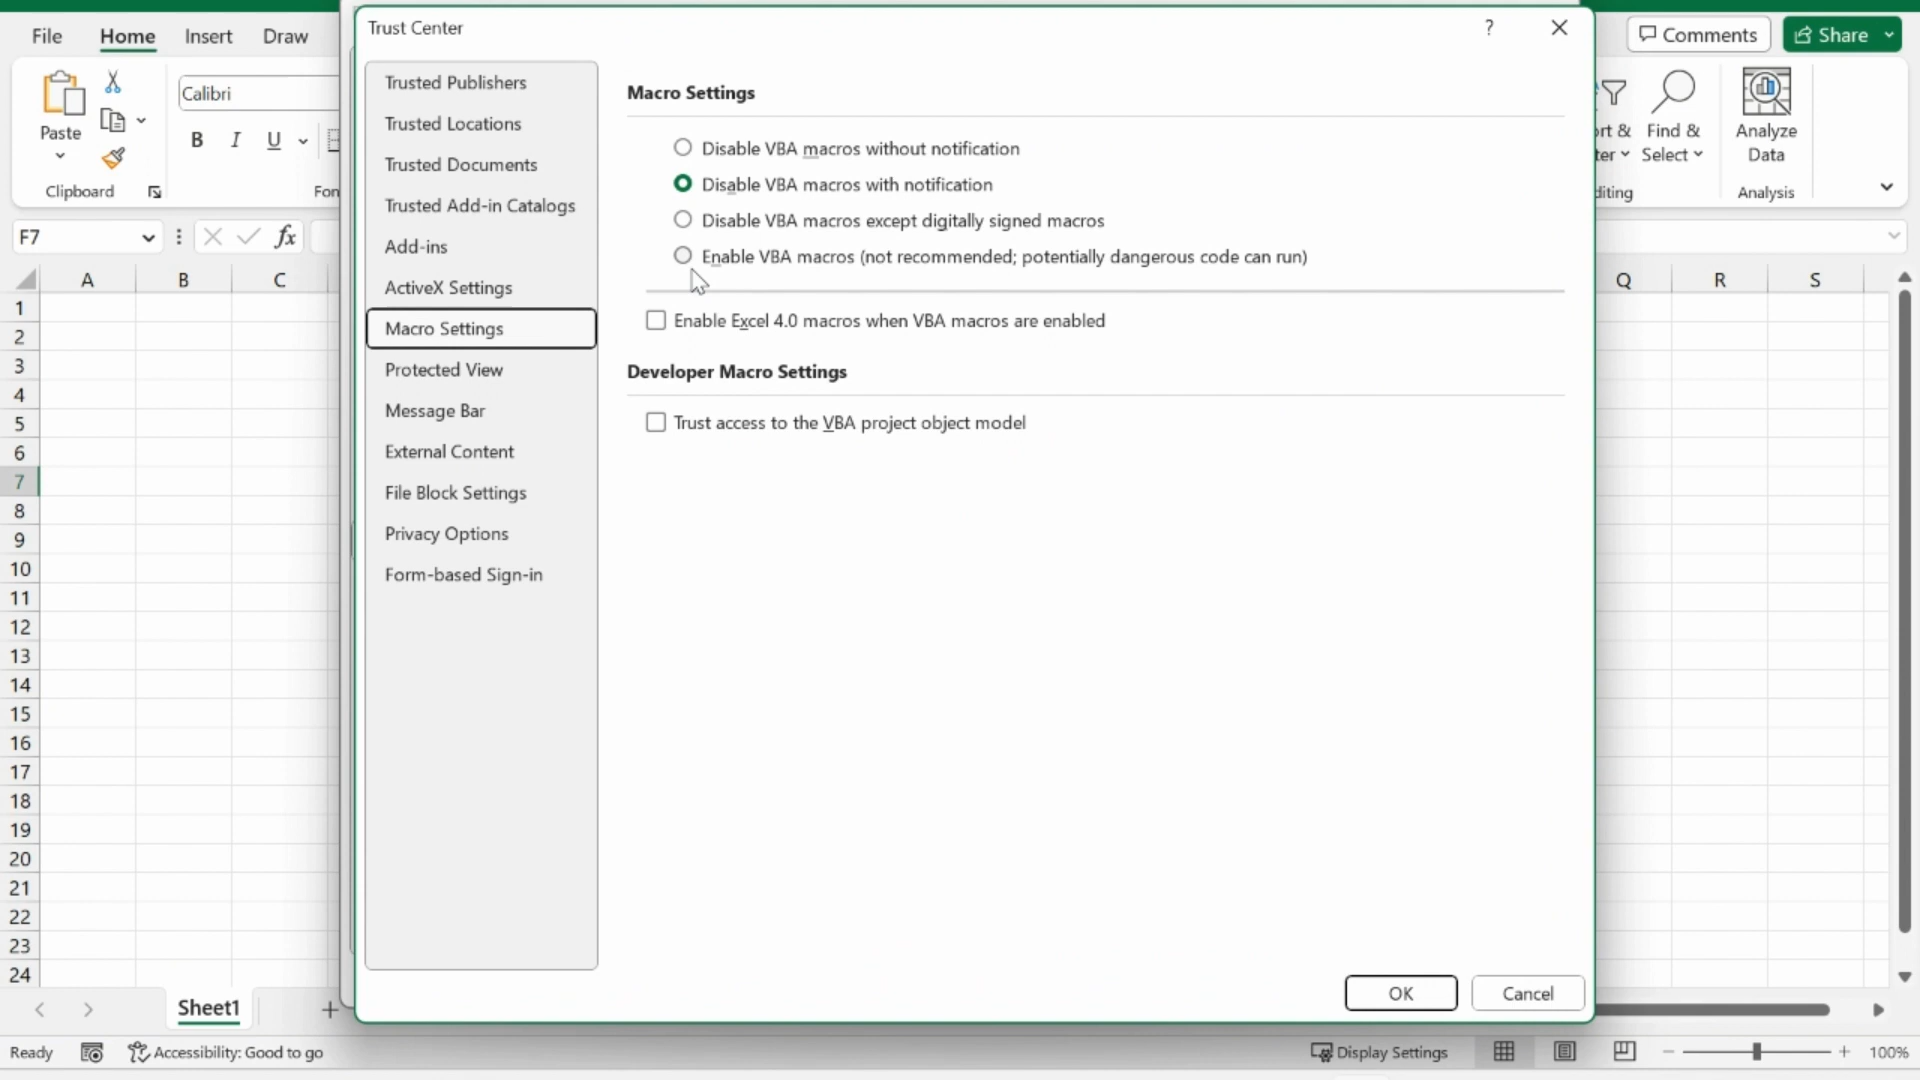 Trust Center
?
File
Home
Insert
Draw
Comments
Share
Paste
Clipboard
Calibri
B I U
Find &
Select
Analyze
Data
Analysis
F7
fx
A B C
Q R S
1
2
3
4
5
6
7
8
9
10
11
12
13
14
15
16
17
18
19
20
21
22
23
24
Trusted Publishers
Trusted Locations
Trusted Documents
Trusted Add-in Catalogs
Add-ins
ActiveX Settings
Macro Settings
Protected View
Message Bar
External Content
File Block Settings
Privacy Options
Form-based Sign-in
Macro Settings
Disable VBA macros without notification
Disable VBA macros with notification
Disable VBA macros except digitally signed macros
Enable VBA macros (not recommended; potentially dangerous code can run)
Enable Excel 4.0 macros when VBA macros are enabled
Developer Macro Settings
Trust access to the VBA project object model
OK
Cancel
Sheet1
Ready
Accessibility: Good to go
Display Settings
100%